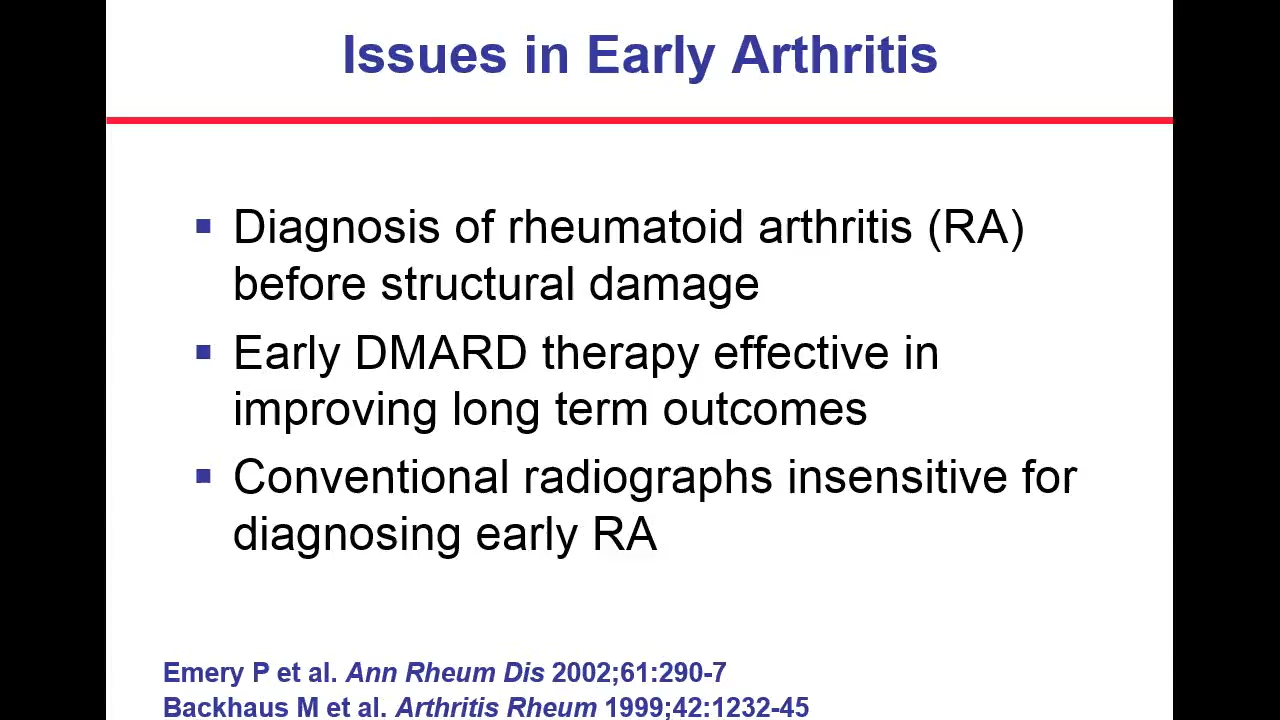 Issues in Early Arthritis
▪ Diagnosis of rheumatoid arthritis (RA)
before structural damage
▪ Early DMARD therapy effective in
improving long term outcomes
▪ Conventional radiographs insensitive for
diagnosing early RA
Emery P et al. Ann Rheum Dis 2002;61:290-7
Backhaus M et al. Arthritis Rheum 1999;42:1232-45